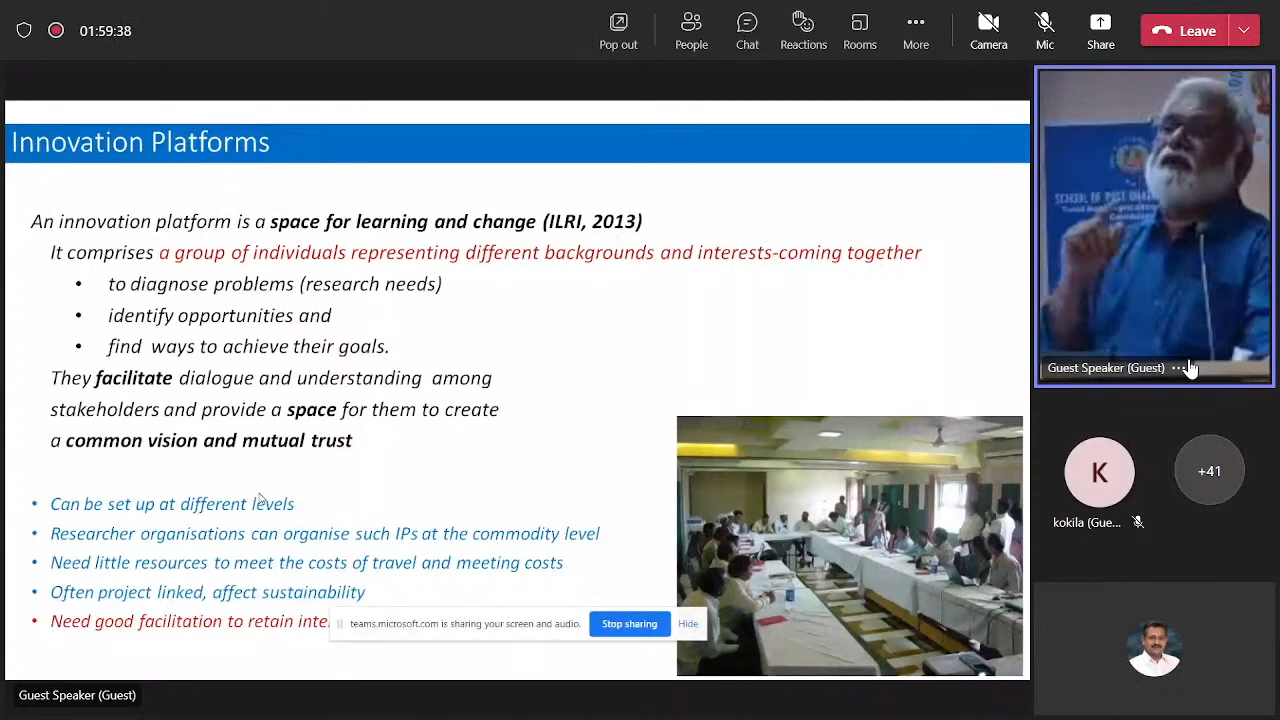 01:59:38
Pop out
People
Chat
Reactions
Rooms
More
Camera
Mic
Share
Leave
Innovation Platforms
An innovation platform is a space for learning and change (ILRI, 2013)
It comprises a group of individuals representing different backgrounds and interests-coming together
• to diagnose problems (research needs)
• identify opportunities and
• find ways to achieve their goals.
They facilitate dialogue and understanding among
stakeholders and provide a space for them to create
a common vision and mutual trust
• Can be set up at different levels
• Researcher organisations can organise such IPs at the commodity level
• Need little resources to meet the costs of travel and meeting costs
• Often project linked, affect sustainability
• Need good facilitation to retain
teams.microsoft.com is sharing your screen and audio.
Stop sharing
Hide
Guest Speaker (Guest)
SCHOOL OF POST
Guest Speaker (Guest) ...
K
+41
kokila (Gue...